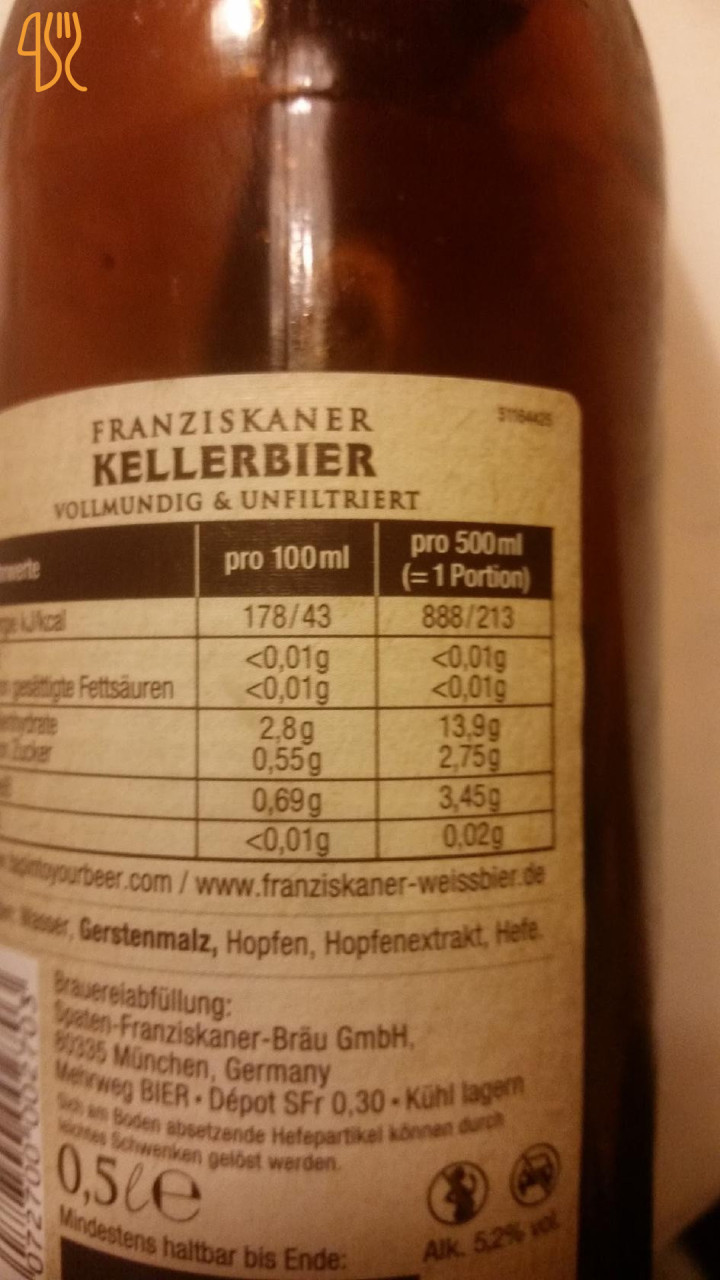 FRANZISKANER 51164426
KELLERBIER
VOLLMUNDIG & UNFILTRIERT
pro 100 ml pro 500 ml
(= 1 Portion)
kJ/kcal 178/43 888/213
<0,01g <0,01g
gesättigte Fettsäuren <0,01g <0,01g
2,8g 13,9g
Zucker 0,55g 2,75g
0,69g 3,45g
<0,01g 0,02g
/ www.franziskaner-weissbier.de
Wasser, Gerstenmalz, Hopfen, Hopfenextrakt, Hefe.
Brauereiabfüllung:
Spaten-Franziskaner-Bräu GmbH,
80335 München, Germany
Mehrweg BIER • Dépot SFr 0,30 • Kühl lagern
Sich am Boden absetzende Hefepartikel können durch
leichtes Schwenken gelöst werden.
0,5 l e
Alk. 5,2% vol.
Mindestens haltbar bis Ende: